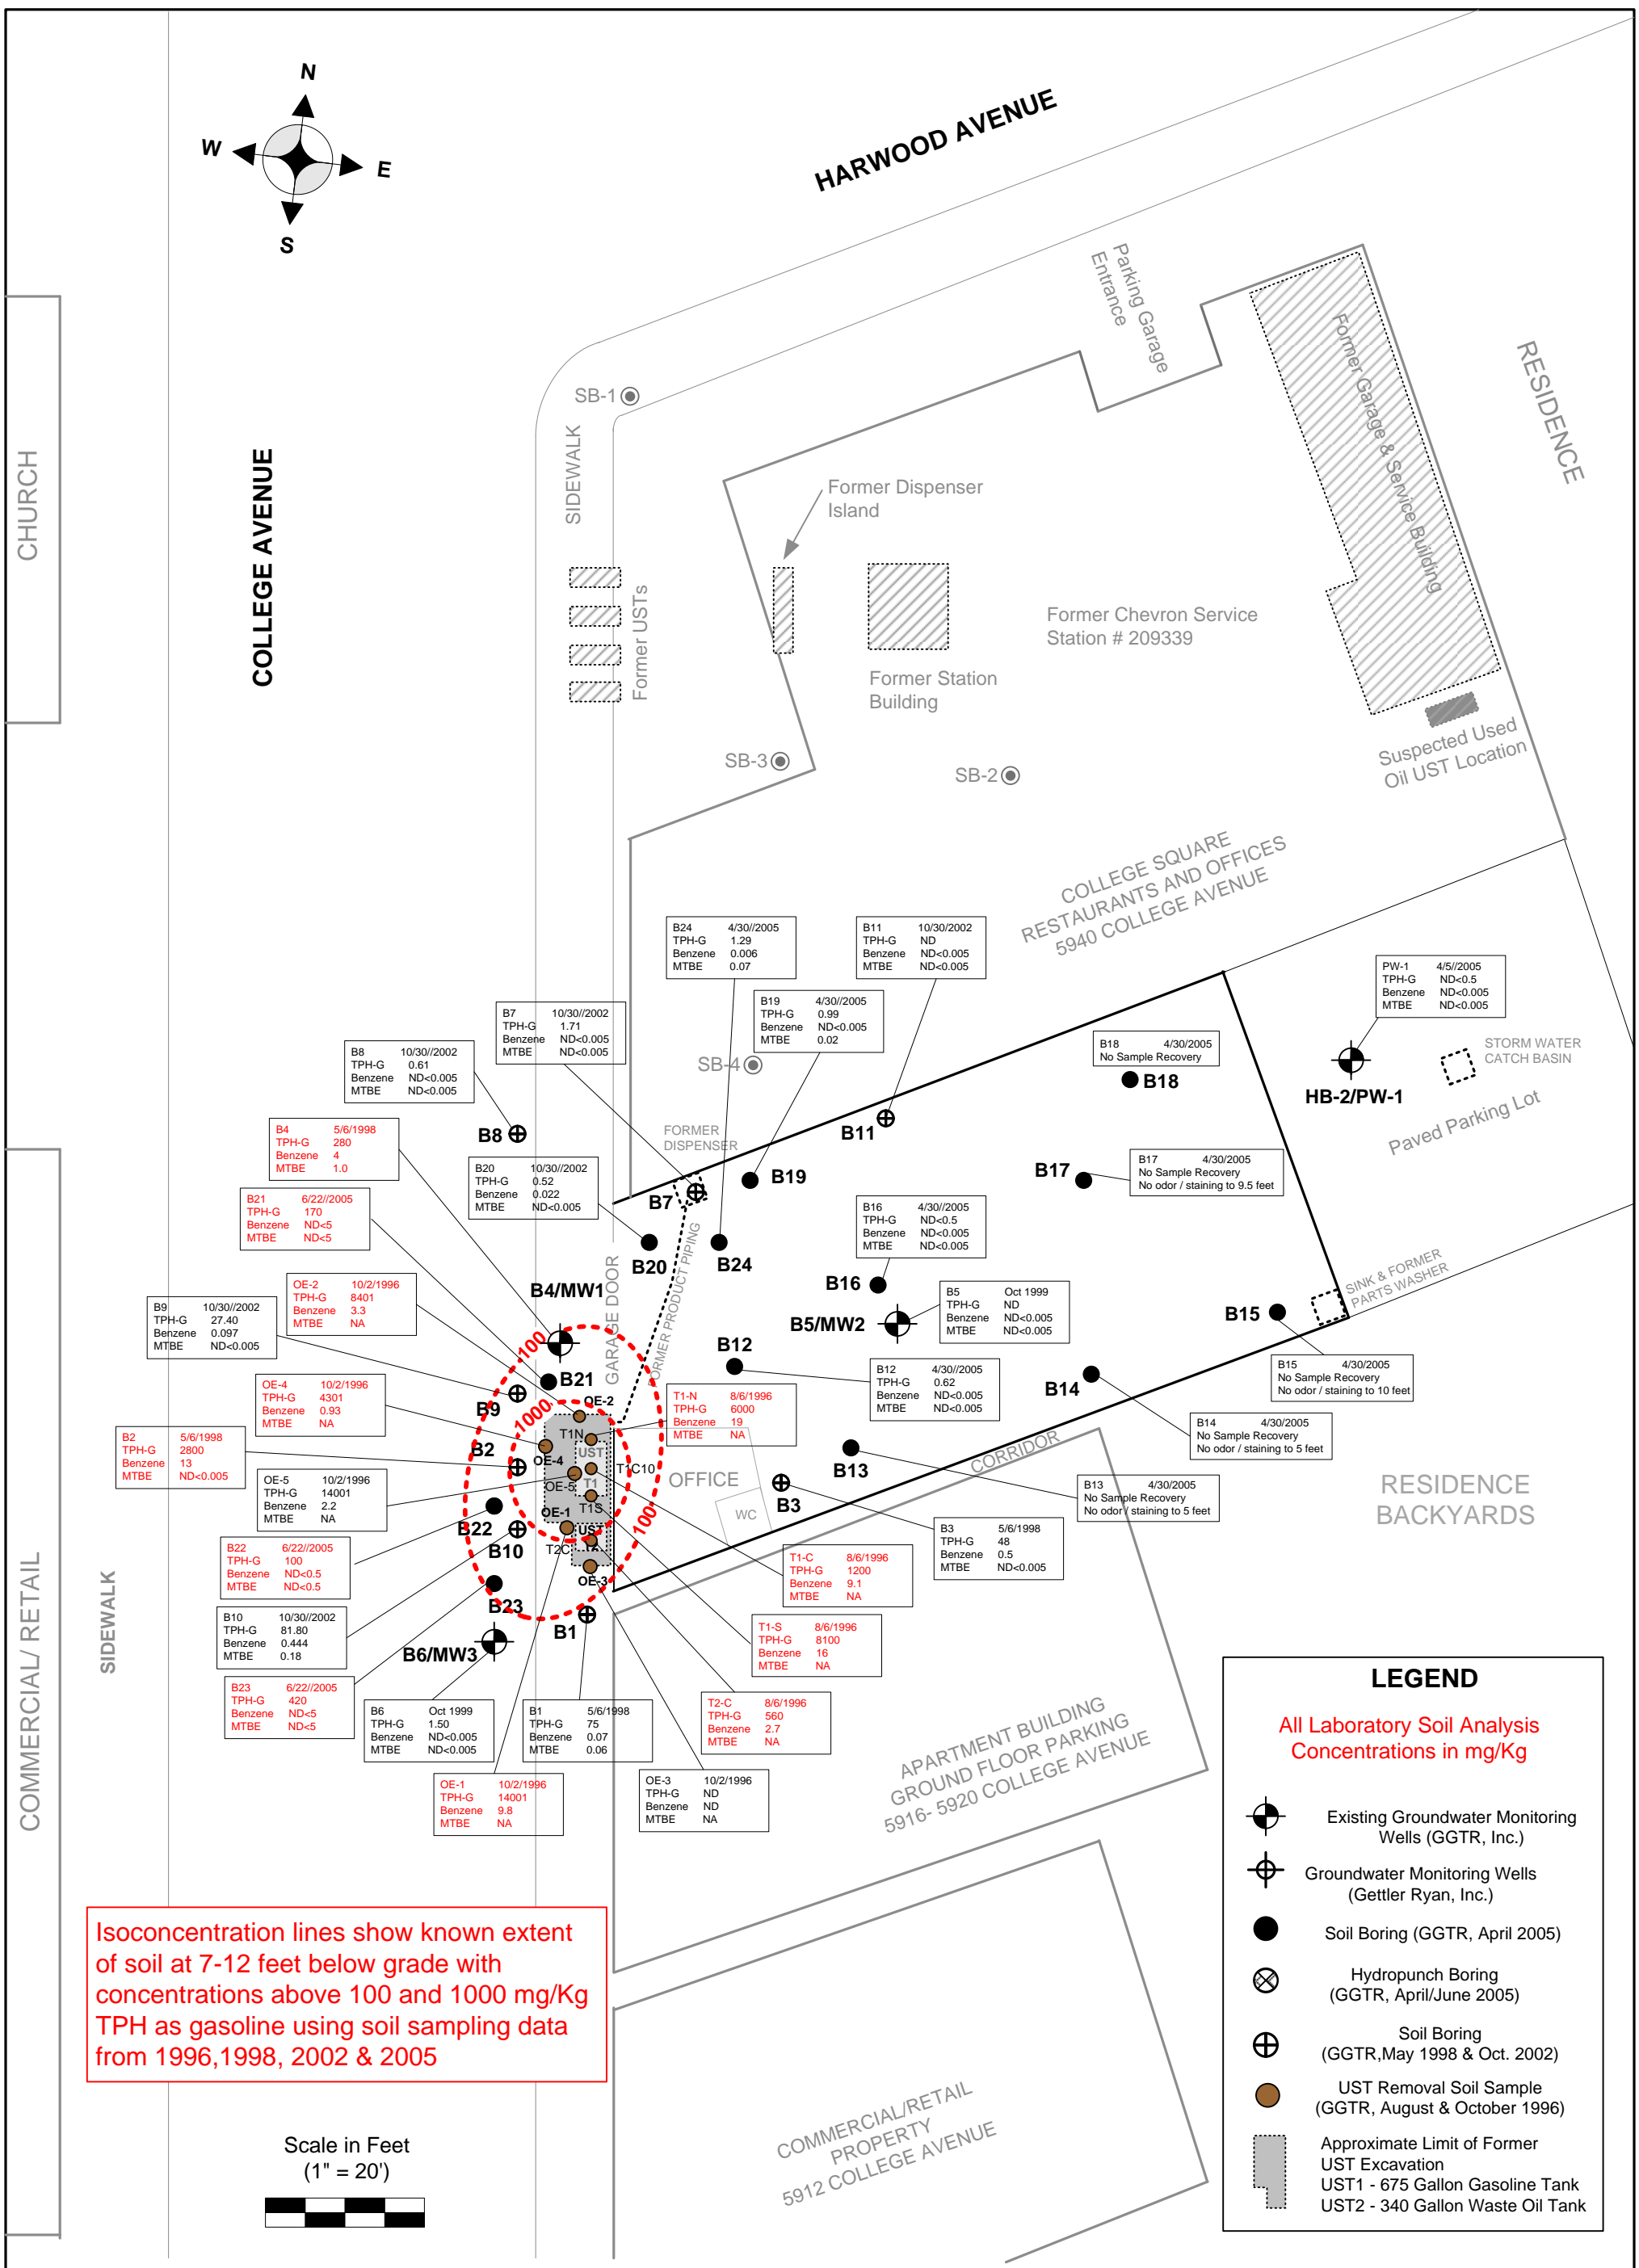 N
W
E
S
HARWOOD AVENUE
COLLEGE AVENUE
CHURCH
SIDEWALK
SB-1
Parking Garage
Entrance
Former Garage & Service Building
RESIDENCE
Former Dispenser
Island
Former USTs
Former Chevron Service
Station # 209339
Former Station
Building
SB-3
SB-2
Suspected Used
Oil UST Location
COLLEGE SQUARE
RESTAURANTS AND OFFICES
5940 COLLEGE AVENUE
B24 4/30//2005
TPH-G 1.29
Benzene 0.006
MTBE 0.07
B11 10/30/2002
TPH-G ND
Benzene ND<0.005
MTBE ND<0.005
PW-1 4/5//2005
TPH-G ND<0.5
Benzene ND<0.005
MTBE ND<0.005
B7 10/30//2002
TPH-G 1.71
Benzene ND<0.005
MTBE ND<0.005
B19 4/30//2005
TPH-G 0.99
Benzene ND<0.005
MTBE 0.02
B8 10/30//2002
TPH-G 0.61
Benzene ND<0.005
MTBE ND<0.005
SB-4
B18 4/30/2005
No Sample Recovery
B18
STORM WATER
CATCH BASIN
HB-2/PW-1
Paved Parking Lot
B4 5/6/1998
TPH-G 280
Benzene 4
MTBE 1.0
B8
FORMER
DISPENSER
B11
B20 10/30//2002
TPH-G 0.52
Benzene 0.022
MTBE ND<0.005
B7
B19
B17
B17 4/30/2005
No Sample Recovery
No odor / staining to 9.5 feet
B21 6/22//2005
TPH-G 170
Benzene ND<5
MTBE ND<5
B16 4/30//2005
TPH-G ND<0.5
Benzene ND<0.005
MTBE ND<0.005
B20
B24
GARAGE DOOR
FORMER PRODUCT PIPING
B16
SINK & FORMER
PARTS WASHER
OE-2 10/2/1996
TPH-G 8401
Benzene 3.3
MTBE NA
B4/MW1
B5 Oct 1999
TPH-G ND
Benzene ND<0.005
MTBE ND<0.005
B5/MW2
B15
B9 10/30//2002
TPH-G 27.40
Benzene 0.097
MTBE ND<0.005
100
B12
B12 4/30//2005
TPH-G 0.62
Benzene ND<0.005
MTBE ND<0.005
B15 4/30/2005
No Sample Recovery
No odor / staining to 10 feet
B14
B21
OE-4 10/2/1996
TPH-G 4301
Benzene 0.93
MTBE NA
B9
1000
OE-2
T1-N 8/6/1996
TPH-G 6000
Benzene 19
MTBE NA
B14 4/30/2005
No Sample Recovery
No odor / staining to 5 feet
B2 5/6/1998
TPH-G 2800
Benzene 13
MTBE ND<0.005
B2
T1N
UST
T1
OE-4
T1C10
OE-5
T1S
OFFICE
WC
B13
B3
CORRIDOR
B13 4/30/2005
No Sample Recovery
No odor / staining to 5 feet
RESIDENCE
BACKYARDS
OE-5 10/2/1996
TPH-G 14001
Benzene 2.2
MTBE NA
B22
B10
OE-1
UST
T2C
OE-3
100
B3 5/6/1998
TPH-G 48
Benzene 0.5
MTBE ND<0.005
B22 6/22//2005
TPH-G 100
Benzene ND<0.5
MTBE ND<0.5
T1-C 8/6/1996
TPH-G 1200
Benzene 9.1
MTBE NA
B23
B1
B10 10/30//2002
TPH-G 81.80
Benzene 0.444
MTBE 0.18
B6/MW3
T1-S 8/6/1996
TPH-G 8100
Benzene 16
MTBE NA
B23 6/22//2005
TPH-G 420
Benzene ND<5
MTBE ND<5
B6 Oct 1999
TPH-G 1.50
Benzene ND<0.005
MTBE ND<0.005
B1 5/6/1998
TPH-G 75
Benzene 0.07
MTBE 0.06
T2-C 8/6/1996
TPH-G 560
Benzene 2.7
MTBE NA
OE-1 10/2/1996
TPH-G 14001
Benzene 9.8
MTBE NA
OE-3 10/2/1996
TPH-G ND
Benzene ND
MTBE NA
COMMERCIAL/ RETAIL
SIDEWALK
APARTMENT BUILDING
GROUND FLOOR PARKING
5916- 5920 COLLEGE AVENUE
COMMERCIAL/RETAIL
PROPERTY
5912 COLLEGE AVENUE
Isoconcentration lines show known extent
of soil at 7-12 feet below grade with
concentrations above 100 and 1000 mg/Kg
TPH as gasoline using soil sampling data
from 1996,1998, 2002 & 2005
Scale in Feet
(1" = 20')
LEGEND
All Laboratory Soil Analysis
Concentrations in mg/Kg
Existing Groundwater Monitoring
Wells (GGTR, Inc.)
Groundwater Monitoring Wells
(Gettler Ryan, Inc.)
Soil Boring (GGTR, April 2005)
Hydropunch Boring
(GGTR, April/June 2005)
Soil Boring
(GGTR,May 1998 & Oct. 2002)
UST Removal Soil Sample
(GGTR, August & October 1996)
Approximate Limit of Former
UST Excavation
UST1 - 675 Gallon Gasoline Tank
UST2 - 340 Gallon Waste Oil Tank